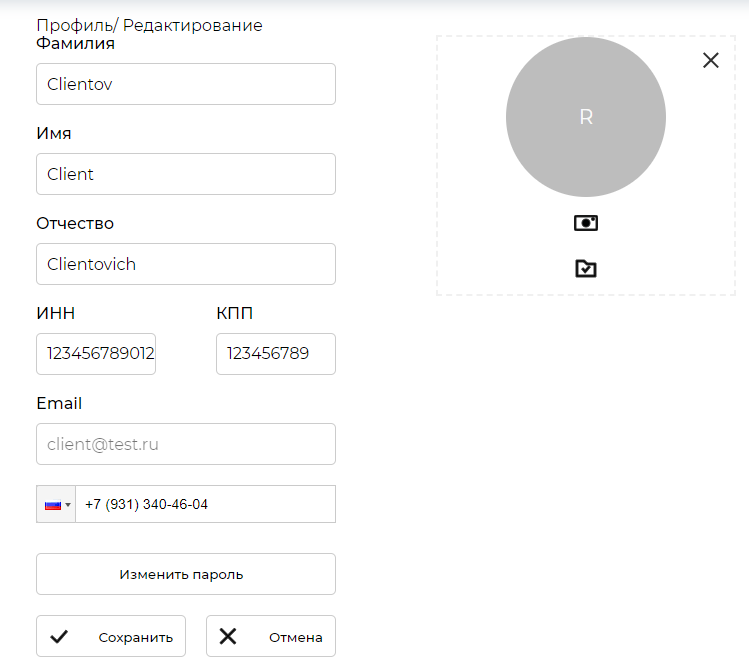 Профиль/ Редактирование
Фамилия
Clientov
Имя
Client
Отчество
Clientovich
ИНН
КПП
123456789012
123456789
Email
client@test.ru
+7 (931) 340-46-04
Изменить пароль
Сохранить
Отмена
R